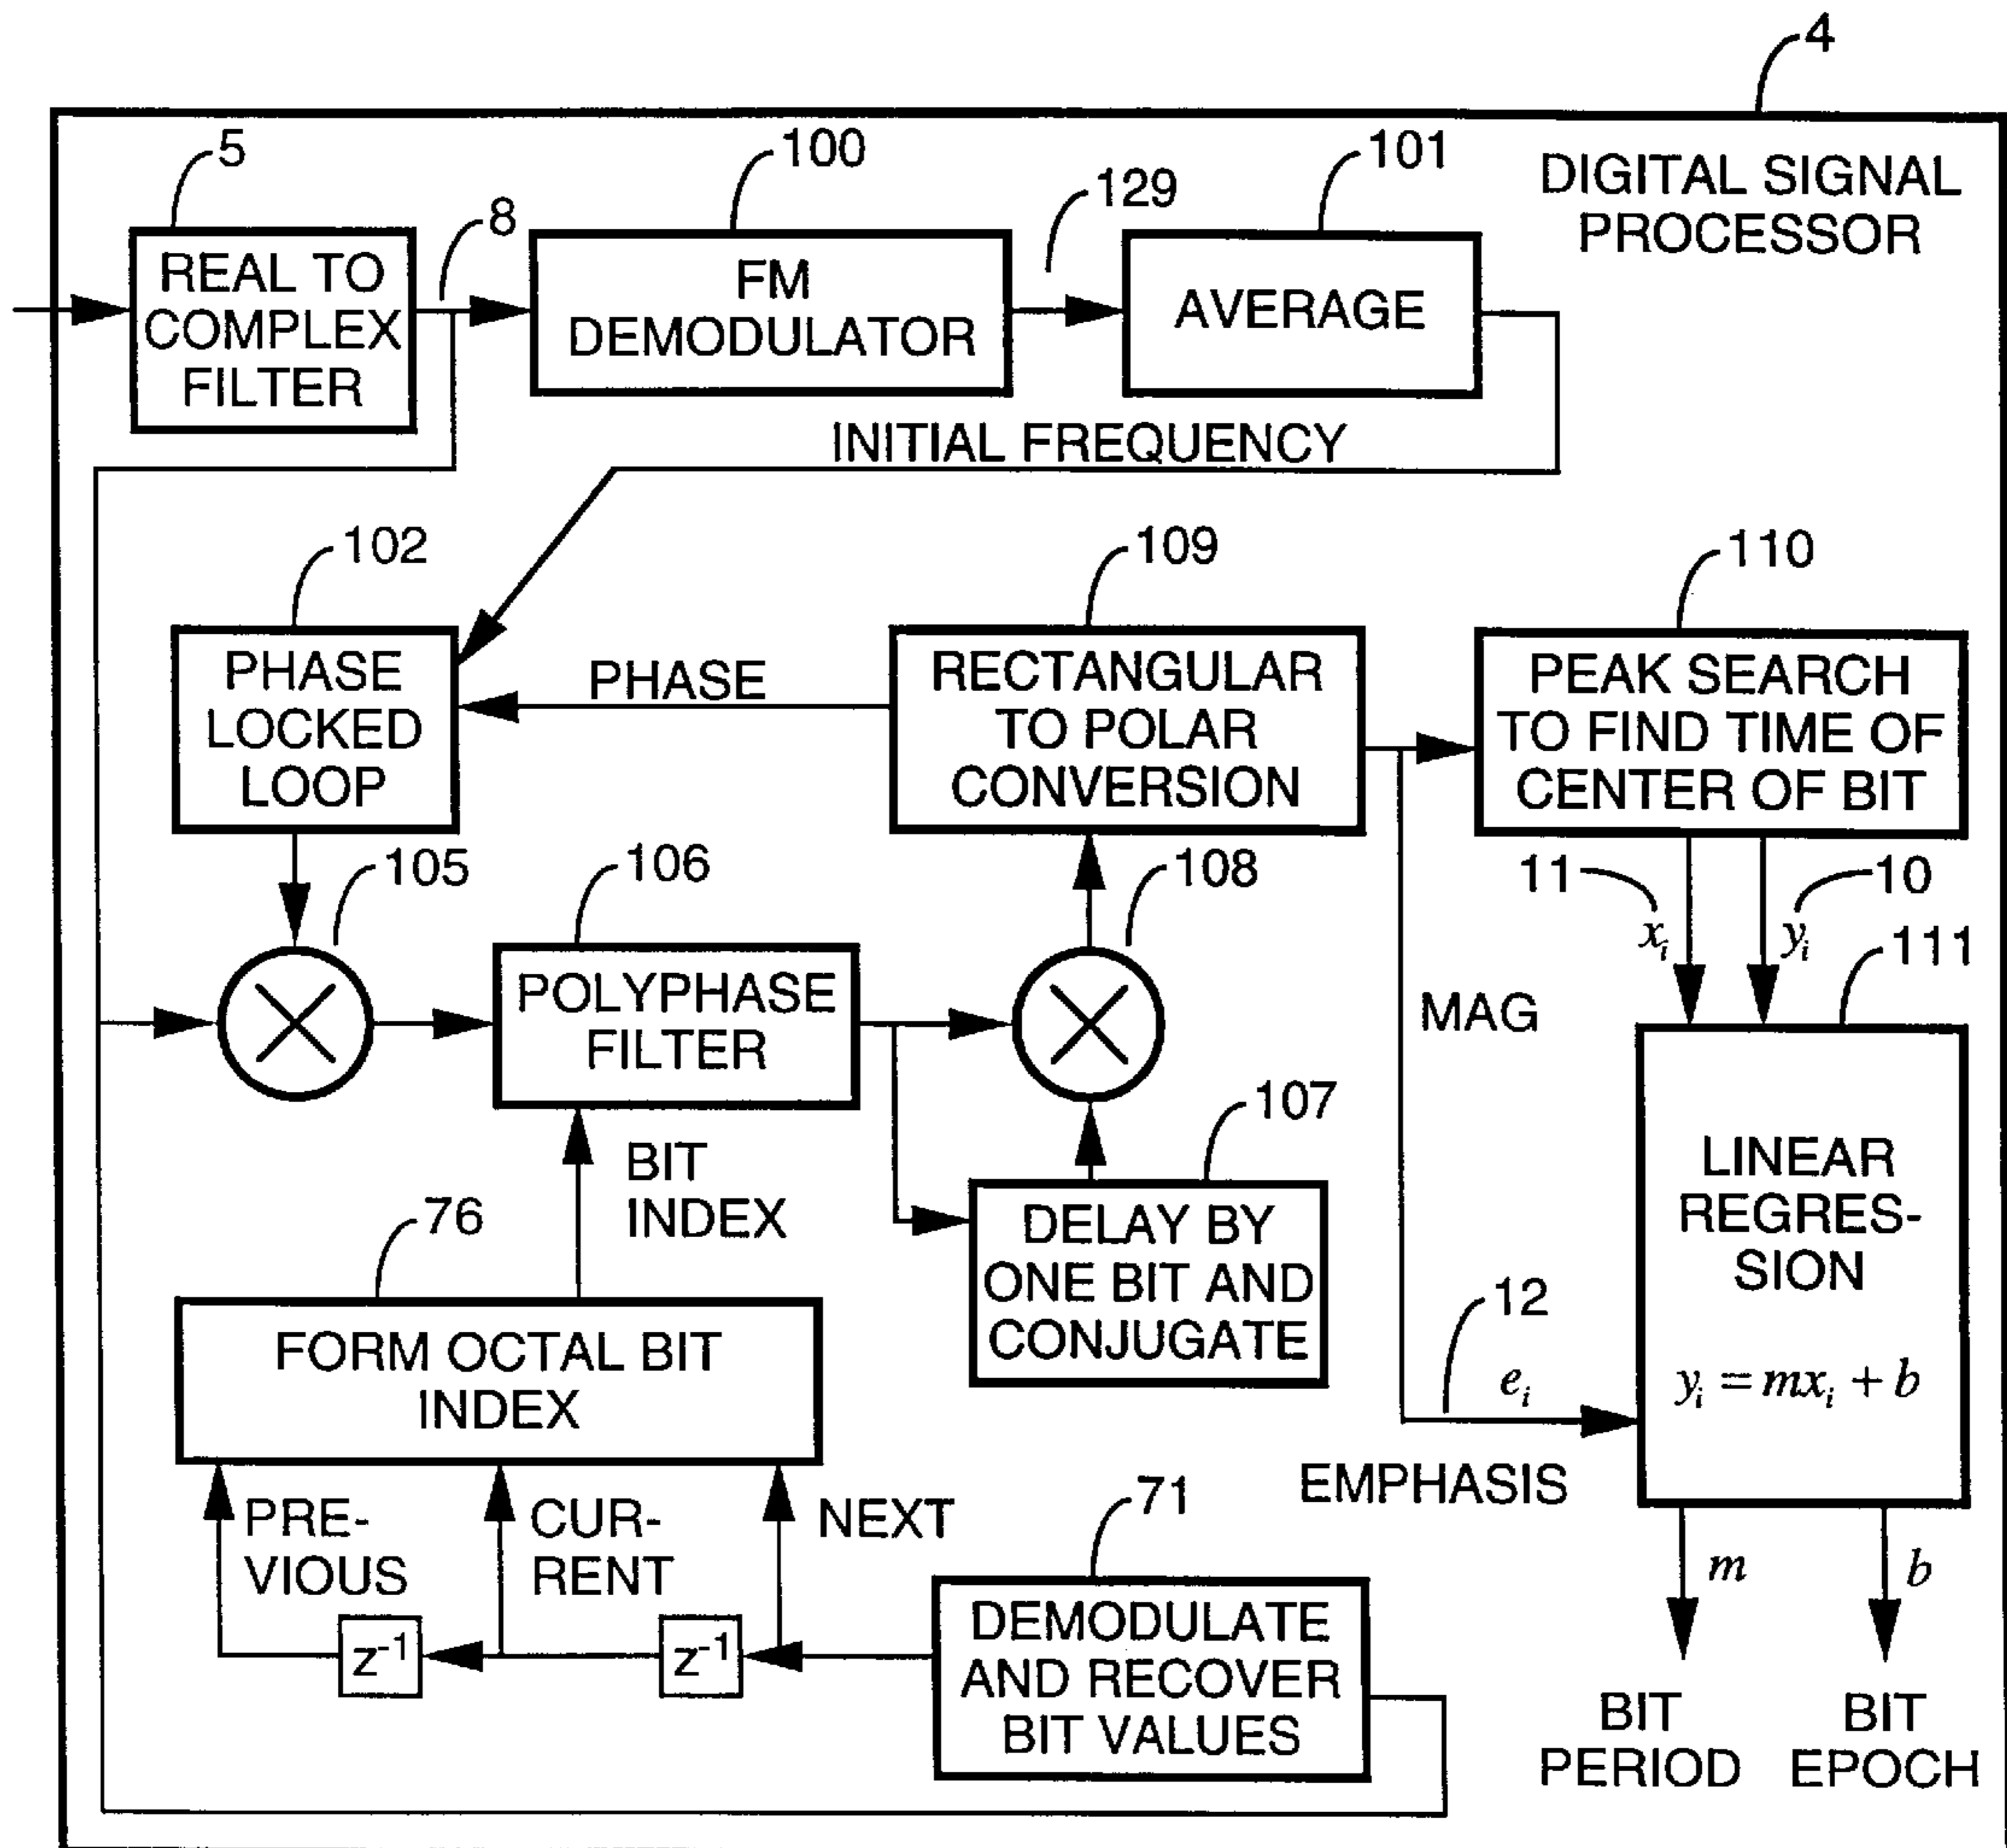 4
DIGITAL SIGNAL
PROCESSOR
5
8
100
129
101
REAL TO
COMPLEX
FILTER
FM
DEMODULATOR
AVERAGE
INITIAL FREQUENCY
102
109
110
PHASE
LOCKED
LOOP
PHASE
RECTANGULAR
TO POLAR
CONVERSION
PEAK SEARCH
TO FIND TIME OF
CENTER OF BIT
105
106
108
11
10
xᵢ
yᵢ
111
POLYPHASE
FILTER
MAG
107
BIT
INDEX
76
DELAY BY
ONE BIT AND
CONJUGATE
LINEAR
REGRES-
SION
yᵢ = mxᵢ + b
12
eᵢ
EMPHASIS
FORM OCTAL BIT
INDEX
PRE-
VIOUS
CUR-
RENT
NEXT
71
z⁻¹
z⁻¹
DEMODULATE
AND RECOVER
BIT VALUES
m
b
BIT
PERIOD
BIT
EPOCH